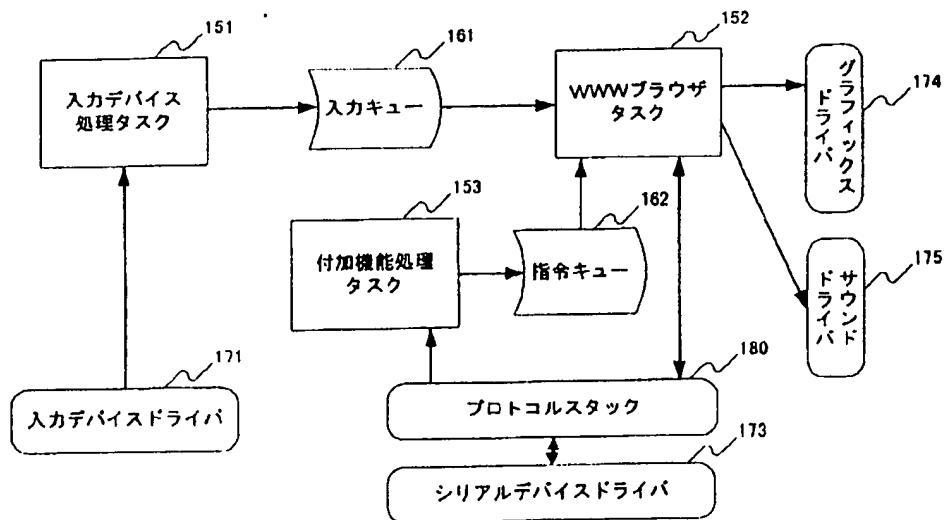 151
入力デバイス
処理タスク
161
入力キュー
152
WWWブラウザ
タスク
グラフィックス
ドライバ
174
153
付加機能処理
タスク
162
指令キュー
サウンド
ドライバ
175
171
入力デバイスドライバ
180
プロトコルスタック
173
シリアルデバイスドライバ